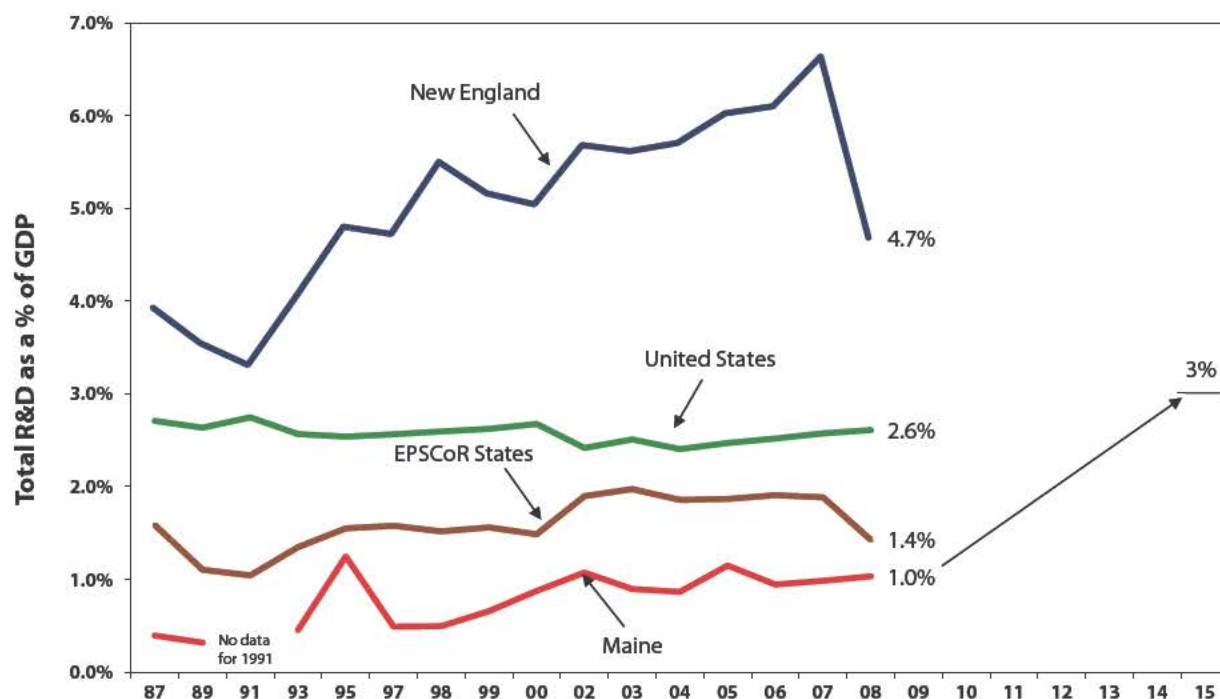 7.0%
6.0%
5.0%
4.0%
3.0%
2.0%
1.0%
0.0%
Total R&D as a % of GDP
New England
4.7%
United States
3%
2.6%
EPSCoR States
1.4%
1.0%
Maine
No data
for 1991
87 89 91 93 95 97 98 99 00 02 03 04 05 06 07 08 09 10 11 12 13 14 15